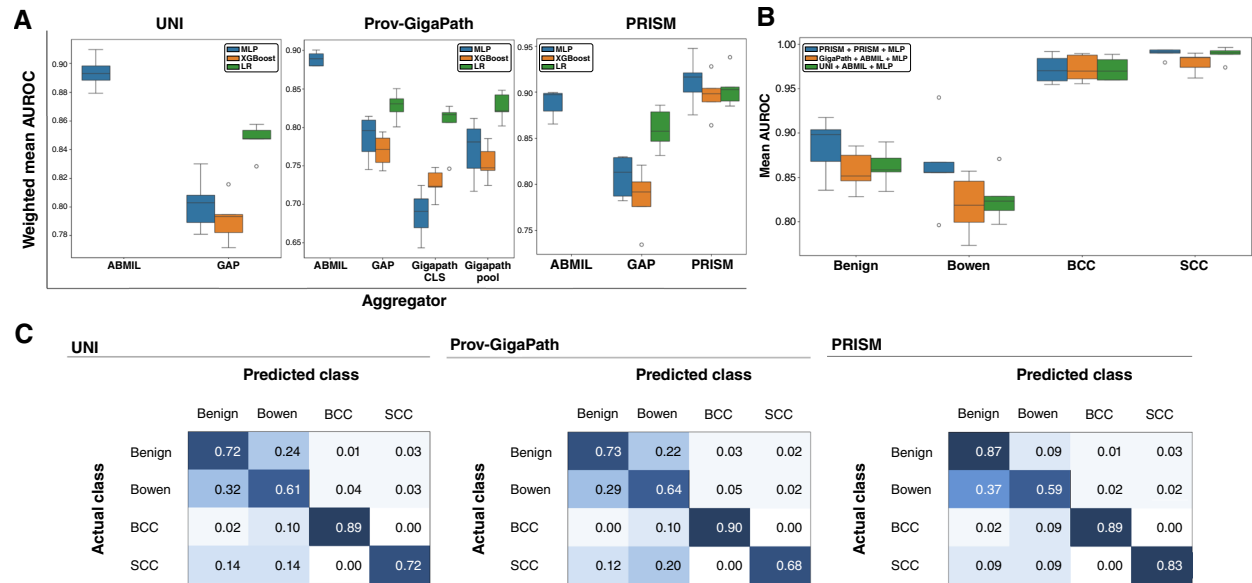 A
UNI
Prov-GigaPath
PRISM
Weighted mean AUROC
0.90
0.88
0.86
0.84
0.82
0.80
0.78
MLP
XGBoost
LR
ABMIL
GAP
0.90
0.85
0.80
0.75
0.70
0.65
MLP
XGBoost
LR
ABMIL
GAP
Gigapath
CLS
Gigapath
pool
0.95
0.90
0.85
0.80
0.75
MLP
XGBoost
LR
ABMIL
GAP
PRISM
Aggregator
B
Mean AUROC
1.00
0.95
0.90
0.85
0.80
PRISM + PRISM + MLP
GigaPath + ABMIL + MLP
UNI + ABMIL + MLP
Benign
Bowen
BCC
SCC
C
UNI
Predicted class
Benign Bowen BCC SCC
Actual class
Benign 0.72 0.24 0.01 0.03
Bowen 0.32 0.61 0.04 0.03
BCC 0.02 0.10 0.89 0.00
SCC 0.14 0.14 0.00 0.72
Prov-GigaPath
Predicted class
Benign Bowen BCC SCC
Actual class
Benign 0.73 0.22 0.03 0.02
Bowen 0.29 0.64 0.05 0.02
BCC 0.00 0.10 0.90 0.00
SCC 0.12 0.20 0.00 0.68
PRISM
Predicted class
Benign Bowen BCC SCC
Actual class
Benign 0.87 0.09 0.01 0.03
Bowen 0.37 0.59 0.02 0.02
BCC 0.02 0.09 0.89 0.00
SCC 0.09 0.09 0.00 0.83